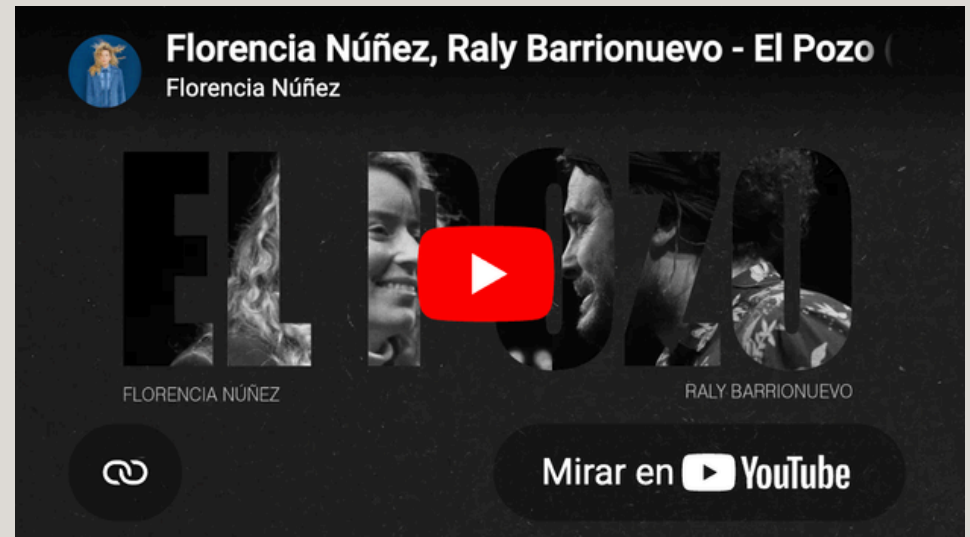 Florencia Núñez, Raly Barrionuevo - El Pozo (
Florencia Núñez
EL POZO
FLORENCIA NÚÑEZ
RALY BARRIONUEVO
Mirar en YouTube